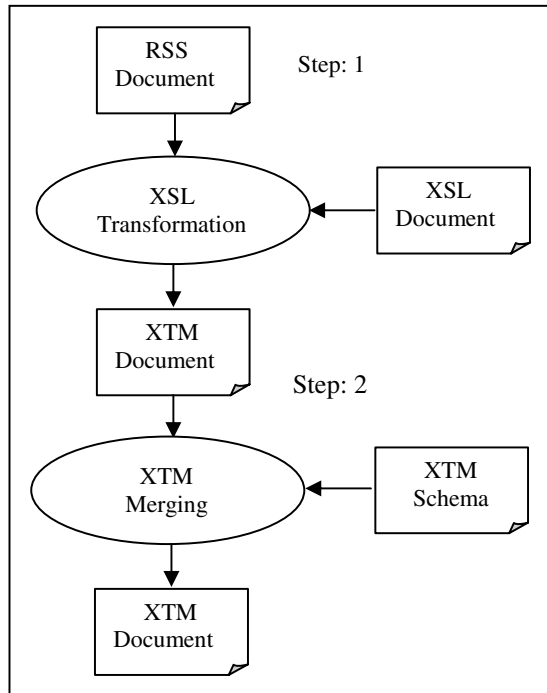 RSS
Document
Step: 1
XSL
Transformation
XSL
Document
XTM
Document
Step: 2
XTM
Merging
XTM
Schema
XTM
Document